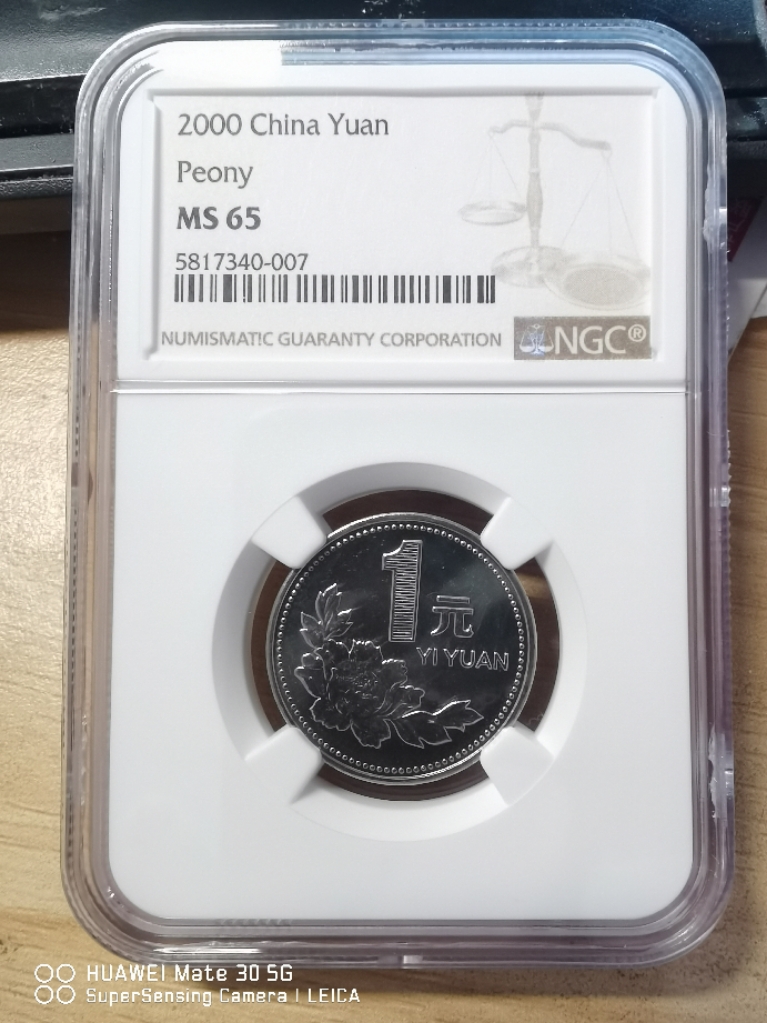 2000 China Yuan
Peony
MS 65
5817340-007
NUMISMATIC GUARANTY CORPORATION
NGC®
1元
YI YUAN
HUAWEI Mate 30 5G
SuperSensing Camera | LEICA